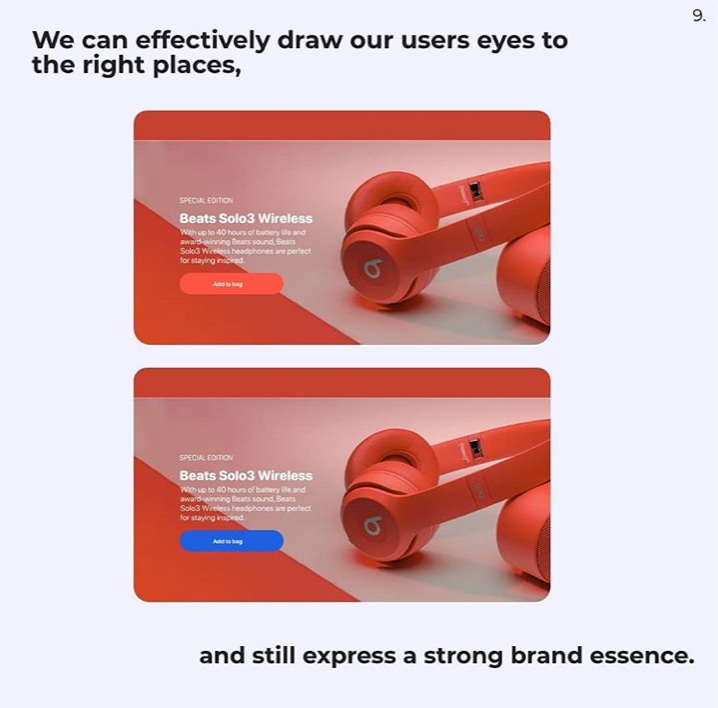 9.
We can effectively draw our users eyes to
the right places,
SPECIAL EDITION
Beats Solo3 Wireless
With up to 40 hours of battery life and
award-winning Beats sound, Beats
Solo3 Wireless headphones are perfect
for staying inspired.
Add to bag
SPECIAL EDITION
Beats Solo3 Wireless
With up to 40 hours of battery life and
award-winning Beats sound, Beats
Solo3 Wireless headphones are perfect
for staying inspired.
Add to bag
and still express a strong brand essence.